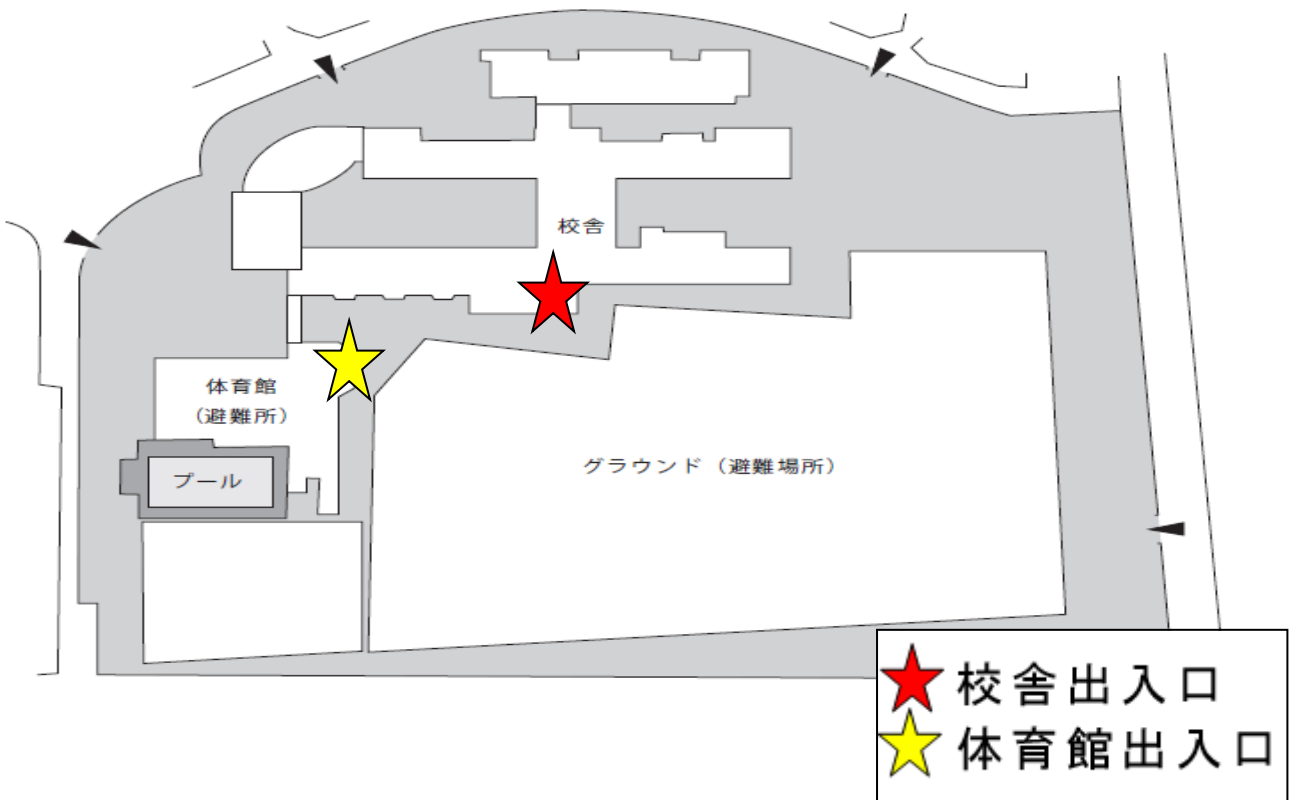 校舎
体育館
（避難所）
プール
グラウンド（避難場所）
校舎出入口
体育館出入口